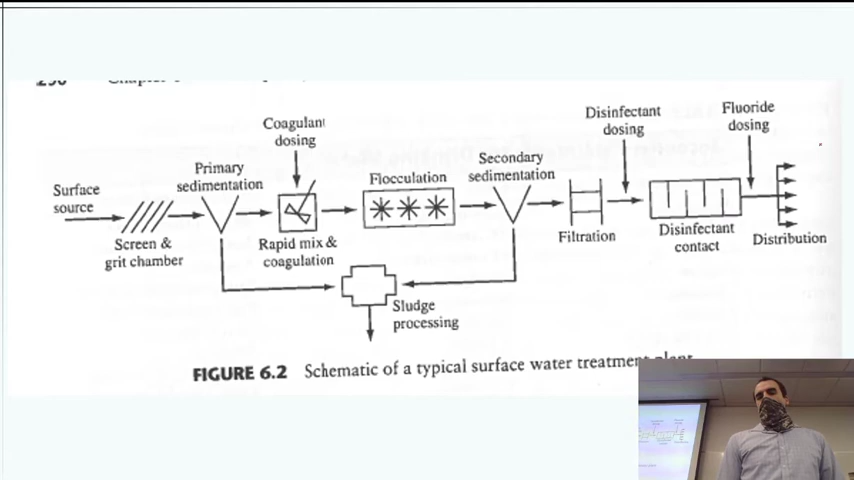 Coagulant
dosing
Disinfectant
dosing
Fluoride
dosing
Surface
source
Primary
sedimentation
Flocculation
Secondary
sedimentation
Screen &
grit chamber
Rapid mix &
coagulation
Filtration
Disinfectant
contact
Distribution
Sludge
processing
FIGURE 6.2 Schematic of a typical surface water treatment